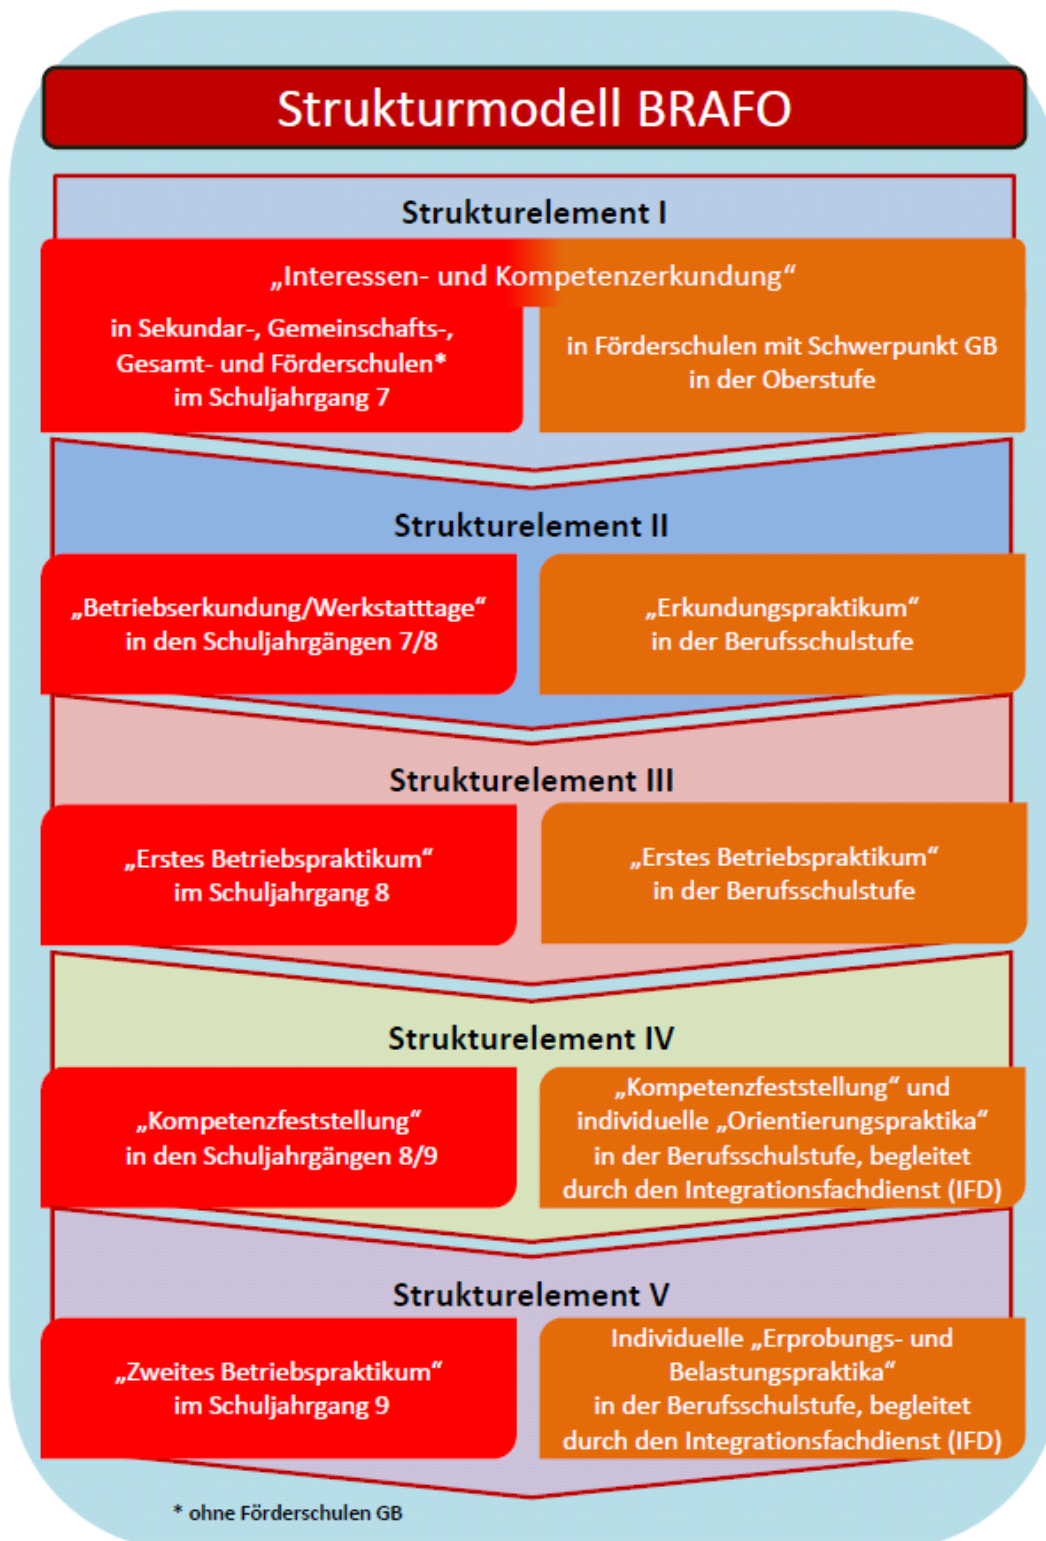 Strukturmodell BRAFO
Strukturelement I
„Interessen- und Kompetenzerkundung“
in Sekundar-, Gemeinschafts-,
Gesamt- und Förderschulen*
im Schuljahrgang 7
in Förderschulen mit Schwerpunkt GB
in der Oberstufe
Strukturelement II
„Betriebserkundung/Werkstatttage“
in den Schuljahrgängen 7/8
„Erkundungspraktikum“
in der Berufsschulstufe
Strukturelement III
„Erstes Betriebspraktikum“
im Schuljahrgang 8
„Erstes Betriebspraktikum“
in der Berufsschulstufe
Strukturelement IV
„Kompetenzfeststellung“
in den Schuljahrgängen 8/9
„Kompetenzfeststellung“ und
individuelle „Orientierungspraktika“
in der Berufsschulstufe, begleitet
durch den Integrationsfachdienst (IFD)
Strukturelement V
„Zweites Betriebspraktikum“
im Schuljahrgang 9
Individuelle „Erprobungs- und
Belastungspraktika“
in der Berufsschulstufe, begleitet
durch den Integrationsfachdienst (IFD)
* ohne Förderschulen GB